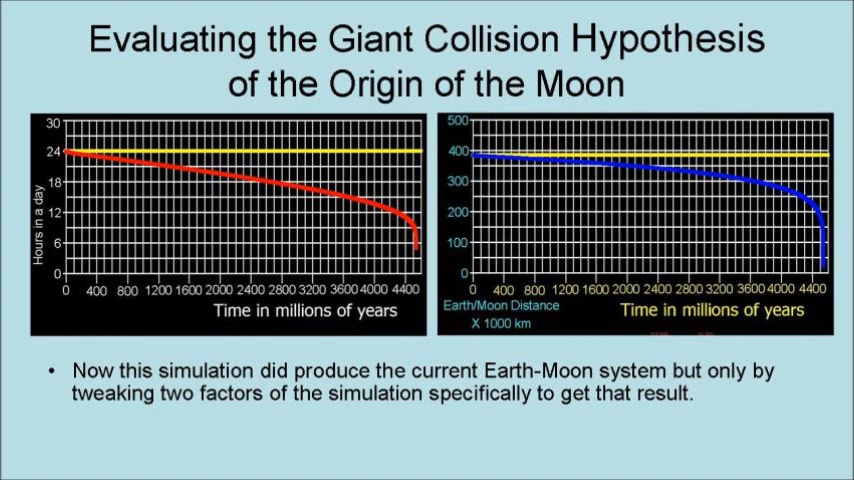 Evaluating the Giant Collision Hypothesis
of the Origin of the Moon
30
24
18
12
6
0
Hours in a day
0 400 800 1200 1600 2000 2400 2800 3200 3600 4000 4400
Time in millions of years
500
400
300
200
100
0
0 400 800 1200 1600 2000 2400 2800 3200 3600 4000 4400
Earth/Moon Distance
X 1000 km
Time in millions of years
• Now this simulation did produce the current Earth-Moon system but only by
tweaking two factors of the simulation specifically to get that result.